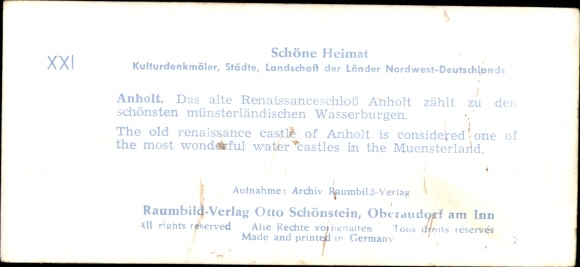 XXI
Schöne Heimat
Kulturdenkmäler, Städte, Landschaft der Länder Nordwest-Deutschlands
Anholt. Das alte Renaissanceschloß Anholt zählt zu den
schönsten münsterländischen Wasserburgen.
The old renaissance castle of Anholt is considered one of
the most wonderful water castles in the Muensterland.
Aufnahme: Archiv Raumbild-Verlag
Raumbild-Verlag Otto Schönstein, Oberaudorf am Inn
All rights reserved Alle Rechte vorbehalten Tous droits réservés
Made and printed in Germany